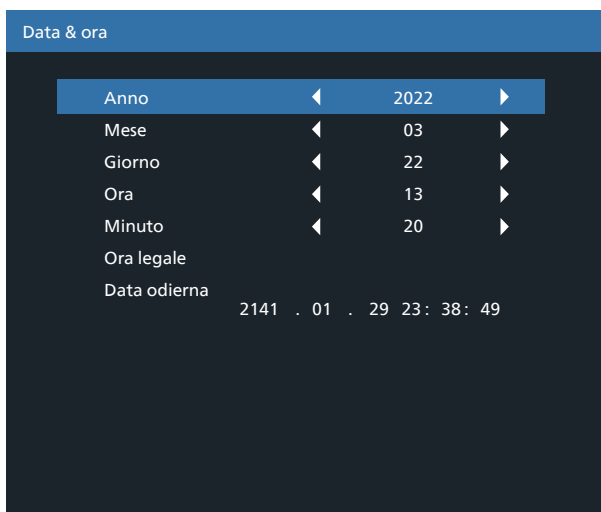 Data & ora
Anno 2022
Mese 03
Giorno 22
Ora 13
Minuto 20
Ora legale
Data odierna
2141 . 01 . 29 23: 38: 49